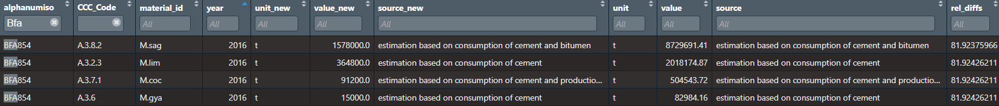 alphanumiso CCC_Code material_id year unit_new value_new source_new unit value source rel_diffs
Bfa All All All All All All All All All
BFA854 A.3.8.2 M.sag 2016 t 1578000.0 estimation based on consumption of cement and bitumen t 8729691.41 estimation based on consumption of cement and bitumen 81.92375966
BFA854 A.3.2.3 M.lim 2016 t 364800.0 estimation based on consumption of cement t 2018174.87 estimation based on consumption of cement 81.92426211
BFA854 A.3.7.1 M.coc 2016 t 91200.0 estimation based on consumption of cement and productio... t 504543.72 estimation based on consumption of cement and productio... 81.92426211
BFA854 A.3.6 M.gya 2016 t 15000.0 estimation based on consumption of cement t 82984.16 estimation based on consumption of cement 81.92426211